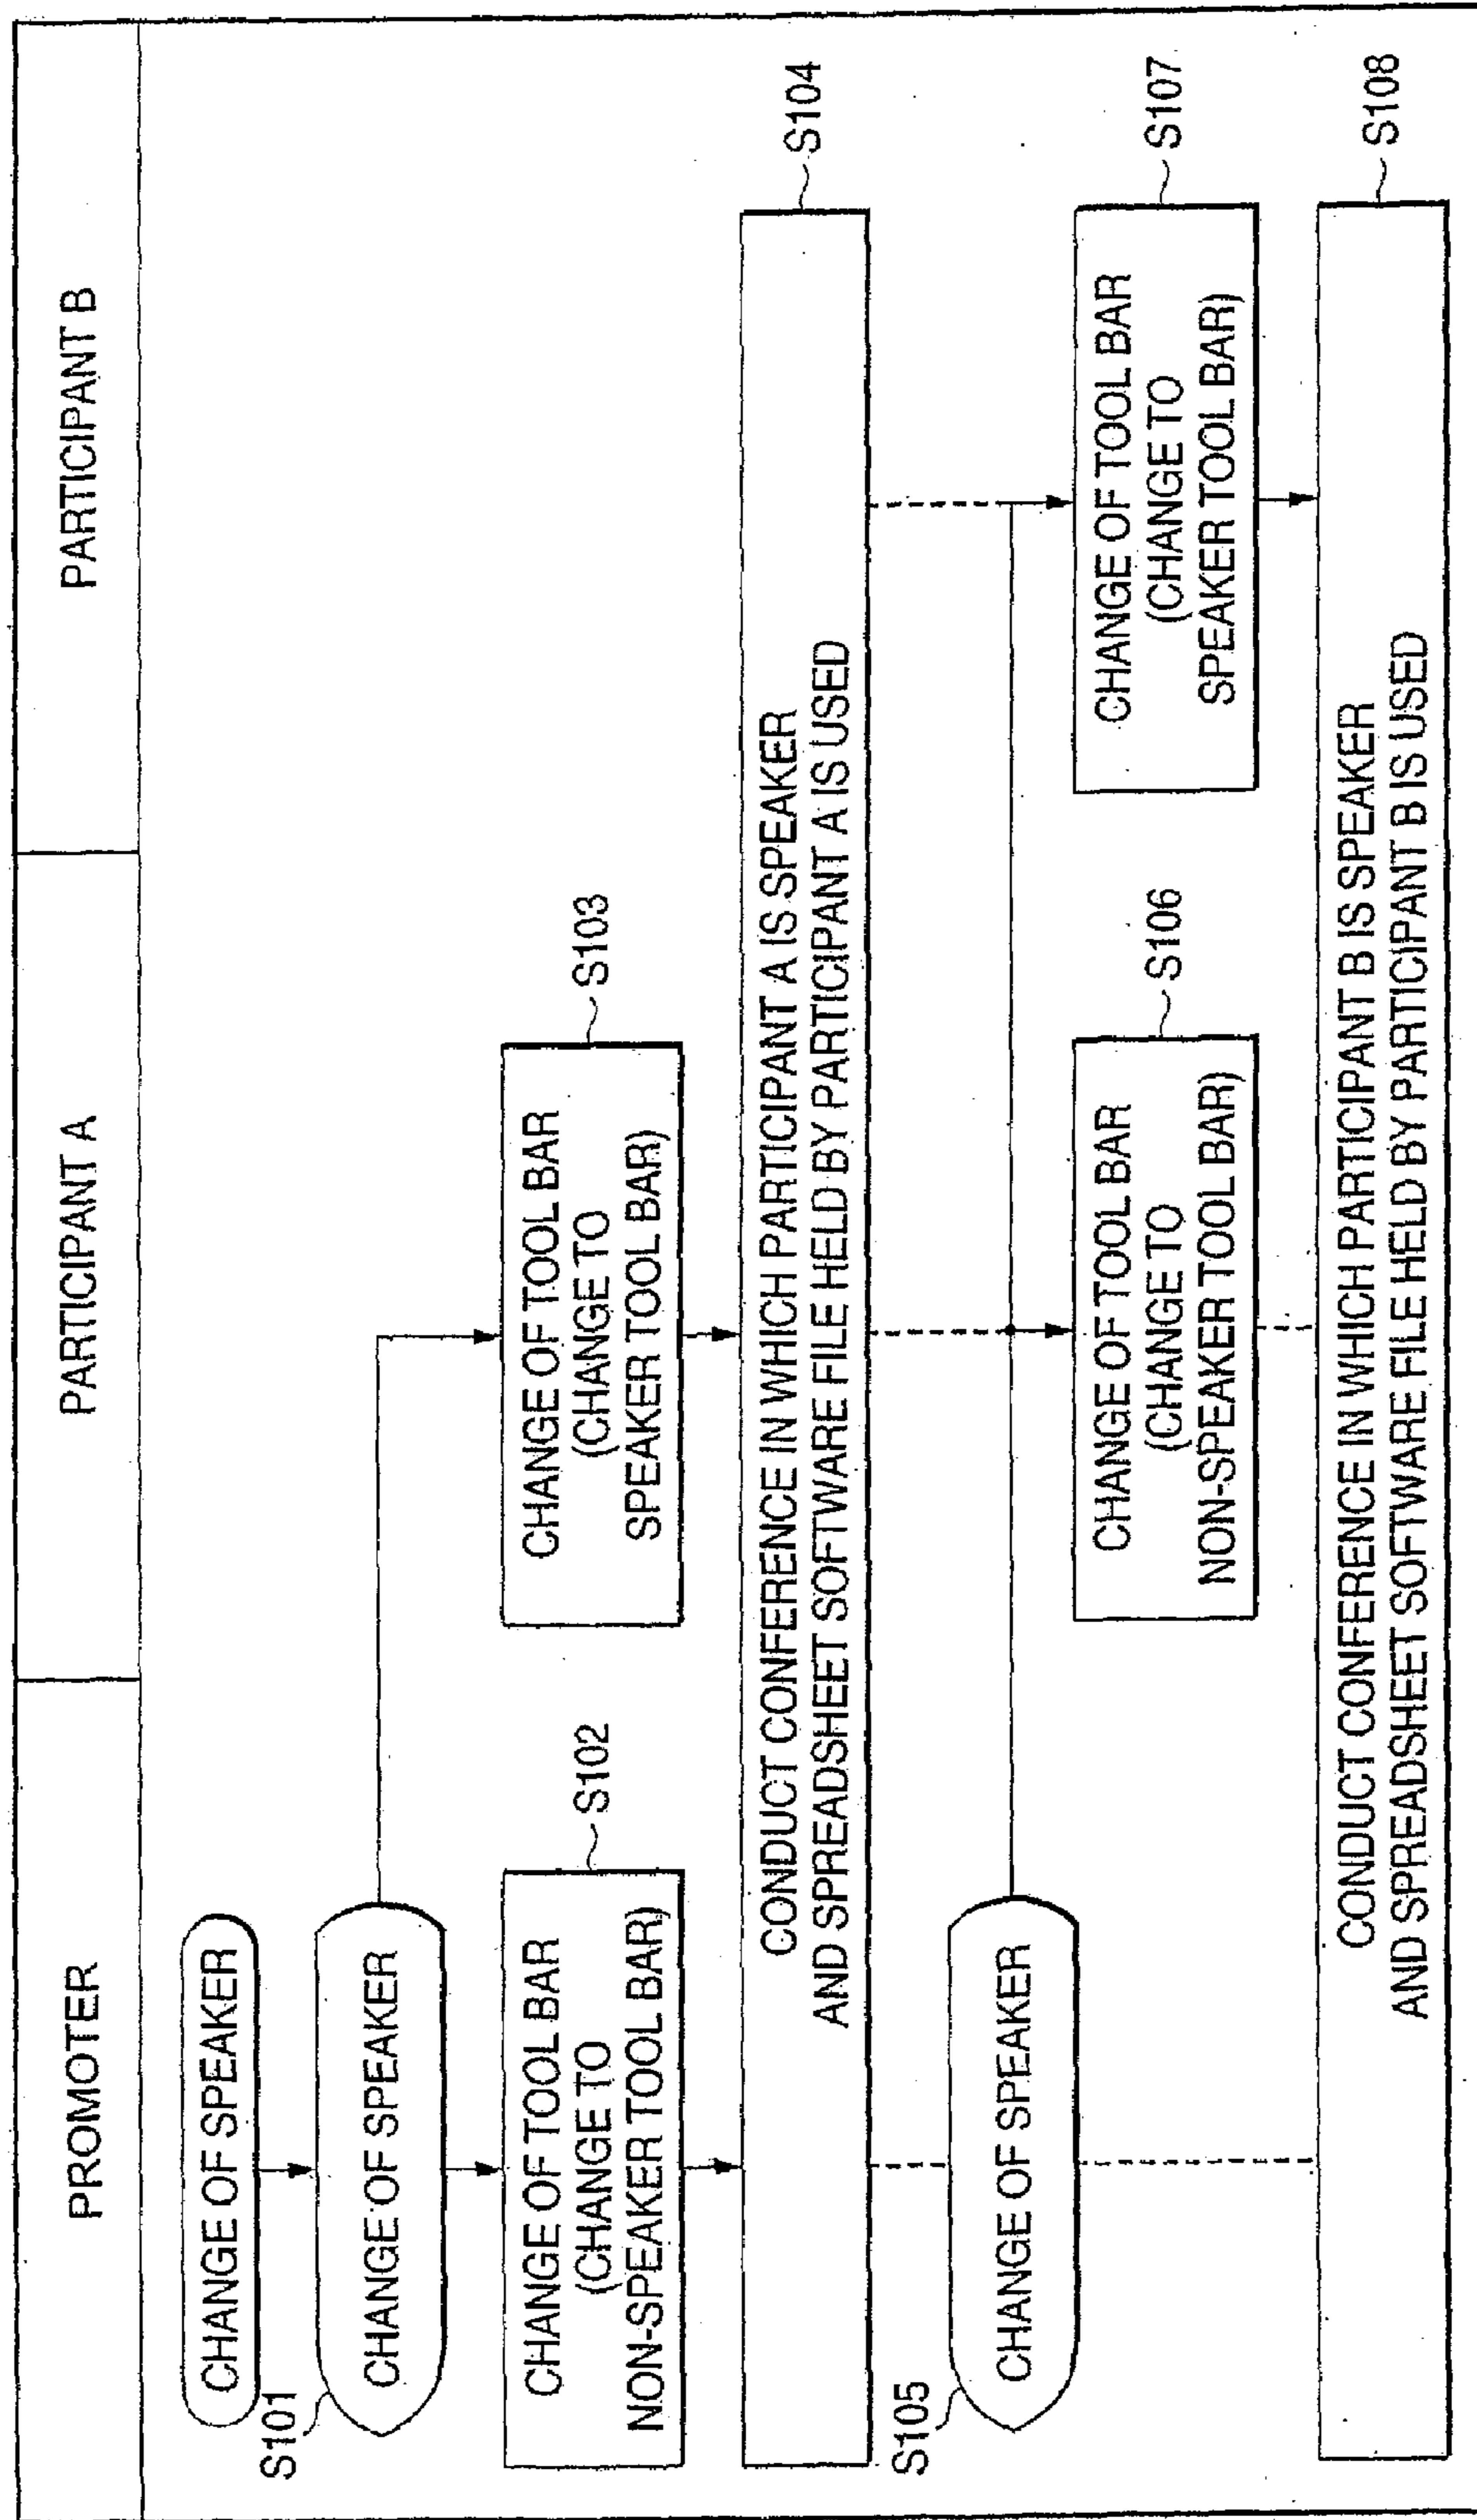 PROMOTER
PARTICIPANT A
PARTICIPANT B
CHANGE OF SPEAKER
S101
CHANGE OF SPEAKER
CHANGE OF TOOL BAR
(CHANGE TO
NON-SPEAKER TOOL BAR)
S102
CHANGE OF TOOL BAR
(CHANGE TO
SPEAKER TOOL BAR)
S103
CONDUCT CONFERENCE IN WHICH PARTICIPANT A IS SPEAKER
AND SPREADSHEET SOFTWARE FILE HELD BY PARTICIPANT A IS USED
S104
S105
CHANGE OF SPEAKER
CHANGE OF TOOL BAR
(CHANGE TO
NON-SPEAKER TOOL BAR)
S106
CHANGE OF TOOL BAR
(CHANGE TO
SPEAKER TOOL BAR)
S107
CONDUCT CONFERENCE IN WHICH PARTICIPANT B IS SPEAKER
AND SPREADSHEET SOFTWARE FILE HELD BY PARTICIPANT B IS USED
S108